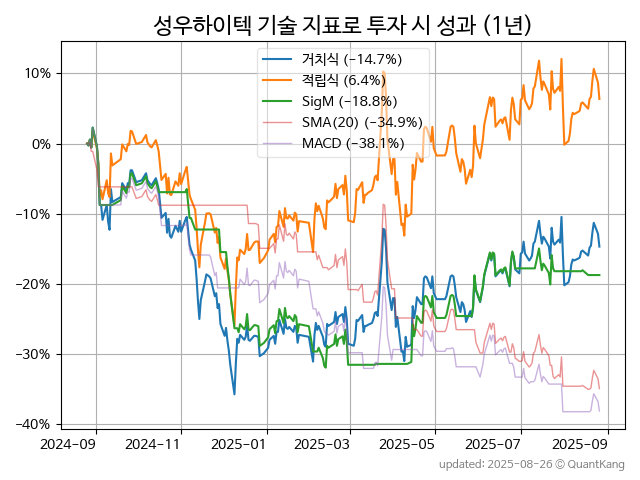 성우하이텍 기술 지표로 투자 시 성과 (1년)
거치식 (−14.7%)
적립식 (6.4%)
SigM (−18.8%)
SMA(20) (−34.9%)
MACD (−38.1%)
10%
0%
−10%
−20%
−30%
−40%
2024-09
2024-11
2025-01
2025-03
2025-05
2025-07
2025-09
updated: 2025-08-26 © QuantKang